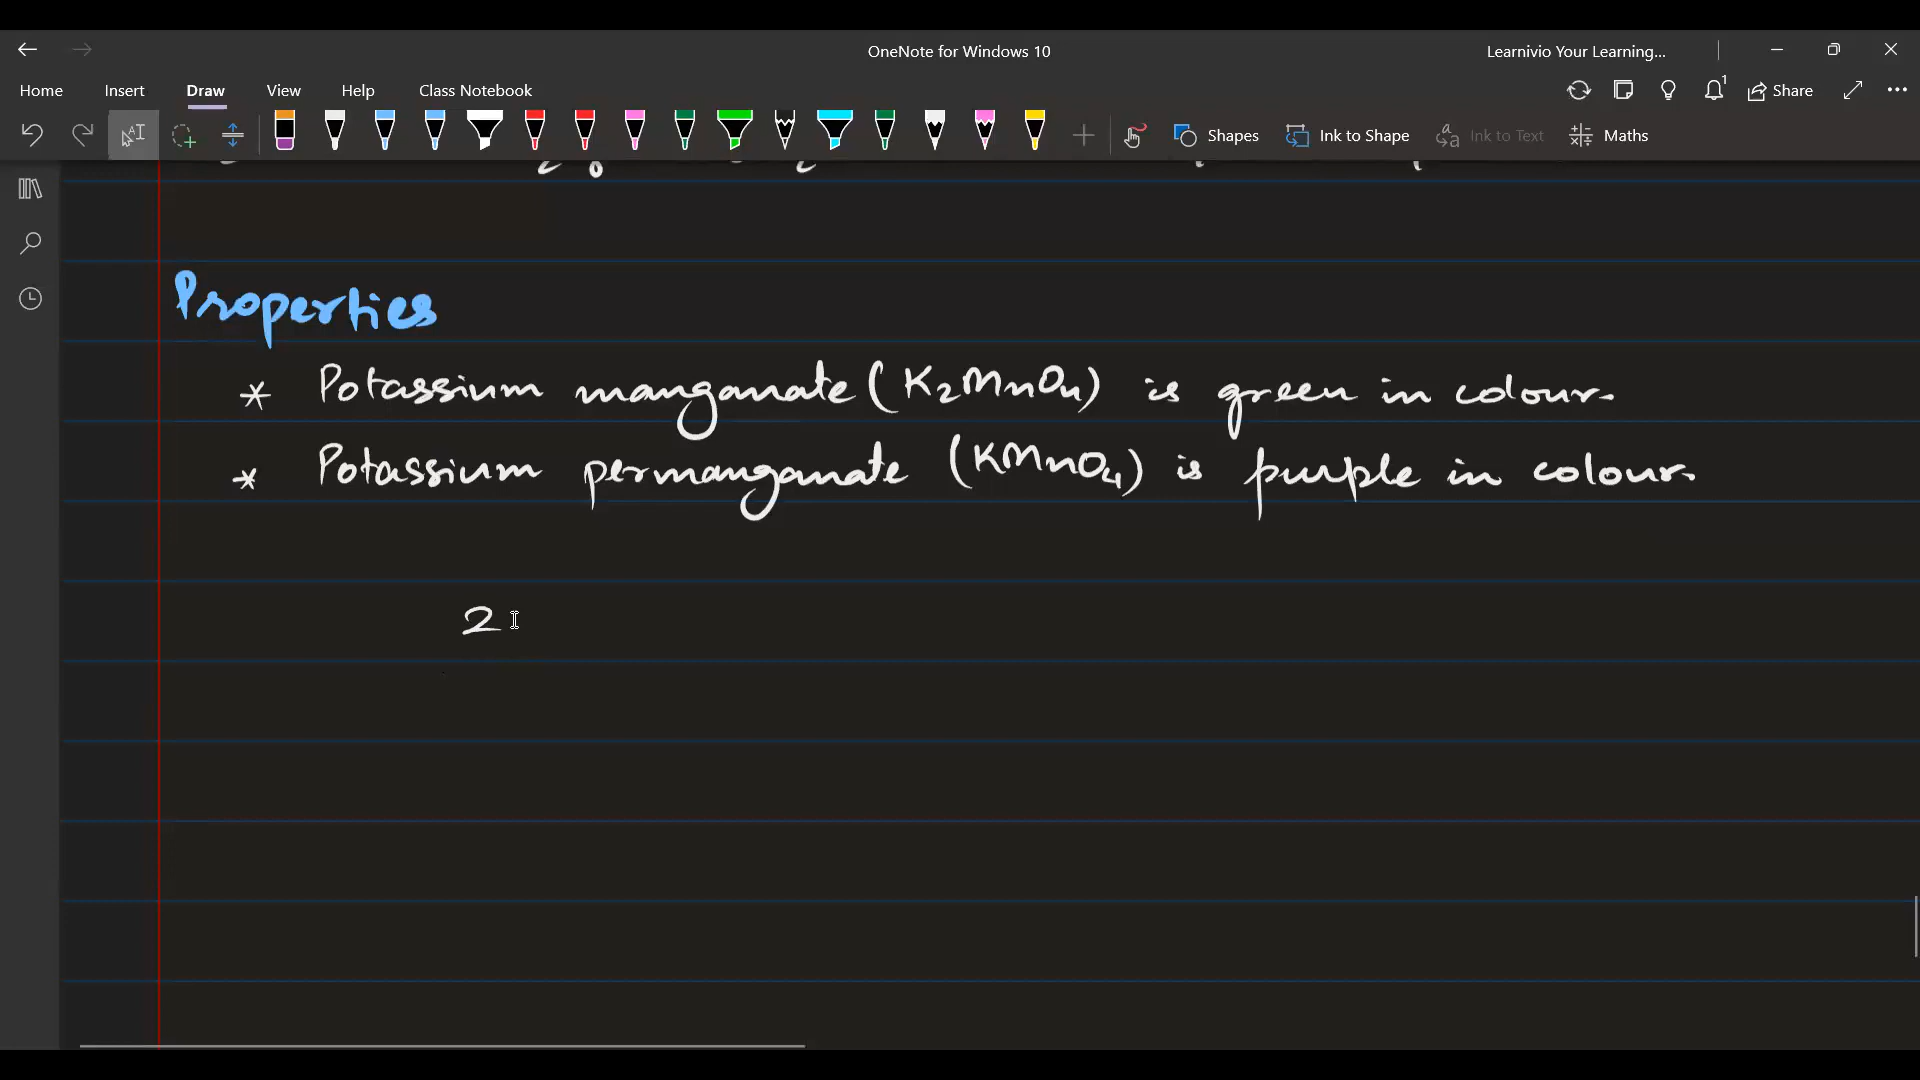 OneNote for Windows 10
Learnivio Your Learning...
Home Insert Draw View Help Class Notebook
1
Share
Shapes
Ink to Shape
Ink to Text
Maths
Properties
* Potassium manganate (K₂MnO₄) is green in colour.
* Potassium permanganate (KMnO₄) is purple in colour.
2